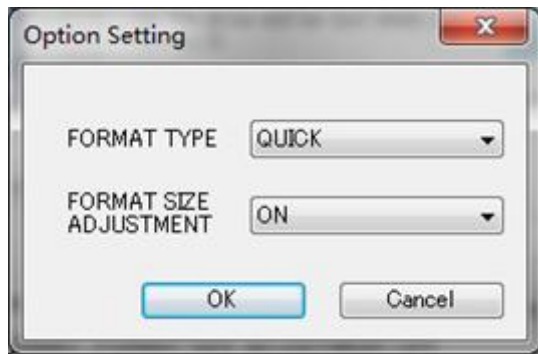 Option Setting
FORMAT TYPE
QUICK
FORMAT SIZE
ADJUSTMENT
ON
OK
Cancel